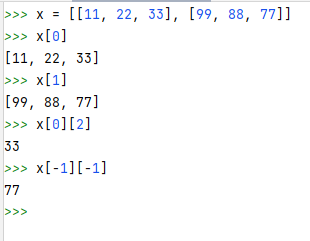 >>> x = [[11, 22, 33], [99, 88, 77]]
>>> x[0]
[11, 22, 33]
>>> x[1]
[99, 88, 77]
>>> x[0][2]
33
>>> x[-1][-1]
77
>>>